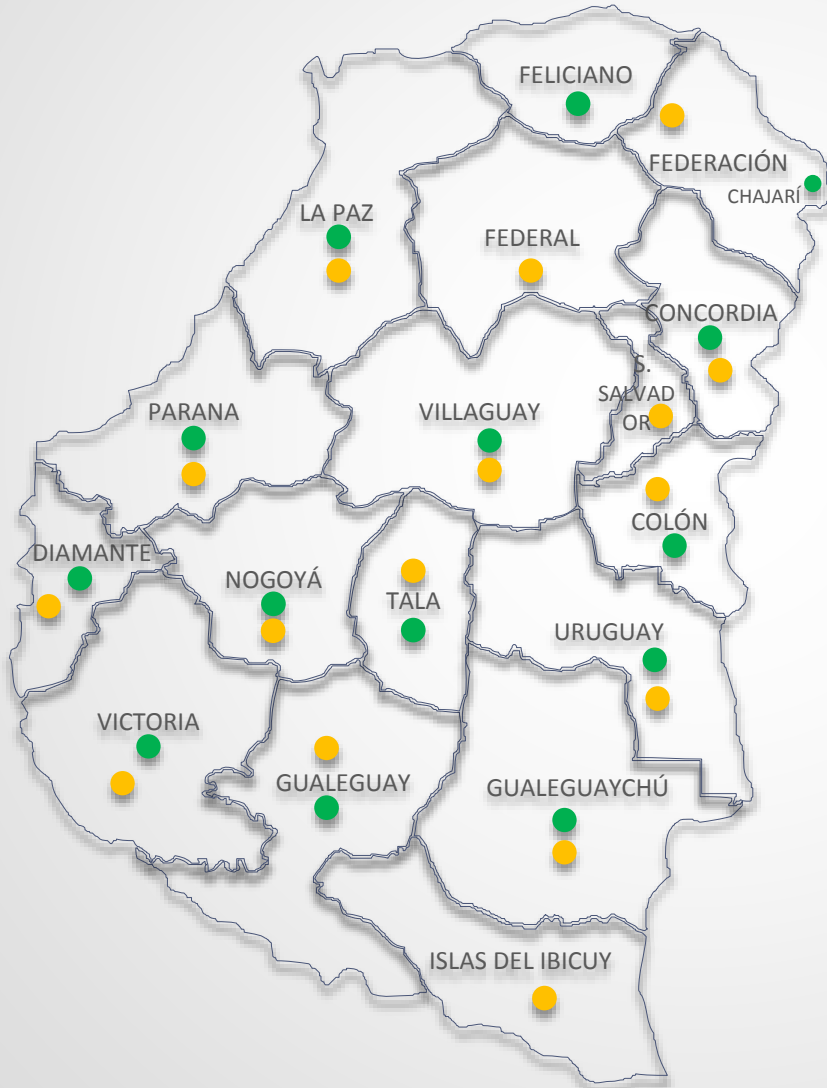 FELICIANO
FEDERACIÓN
CHAJARÍ
LA PAZ
FEDERAL
CONCORDIA
S.
SALVAD
OR
PARANA
VILLAGUAY
COLÓN
DIAMANTE
NOGOYÁ
TALA
URUGUAY
VICTORIA
GUALEGUAY
GUALEGUAYCHÚ
ISLAS DEL IBICUY